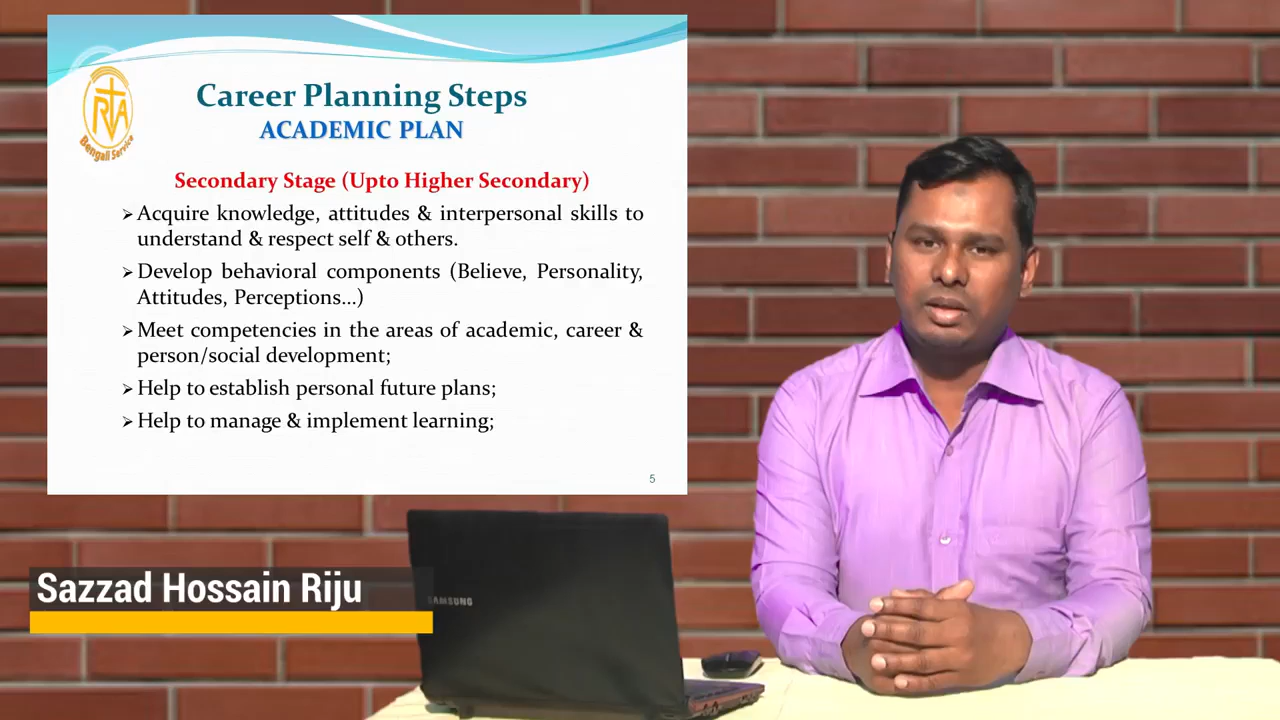 Career Planning Steps
ACADEMIC PLAN
RVA
Bengali Service
Secondary Stage (Upto Higher Secondary)
➢ Acquire knowledge, attitudes & interpersonal skills to
understand & respect self & others.
➢ Develop behavioral components (Believe, Personality,
Attitudes, Perceptions...)
➢ Meet competencies in the areas of academic, career &
person/social development;
➢ Help to establish personal future plans;
➢ Help to manage & implement learning;
5
Sazzad Hossain Riju
SAMSUNG